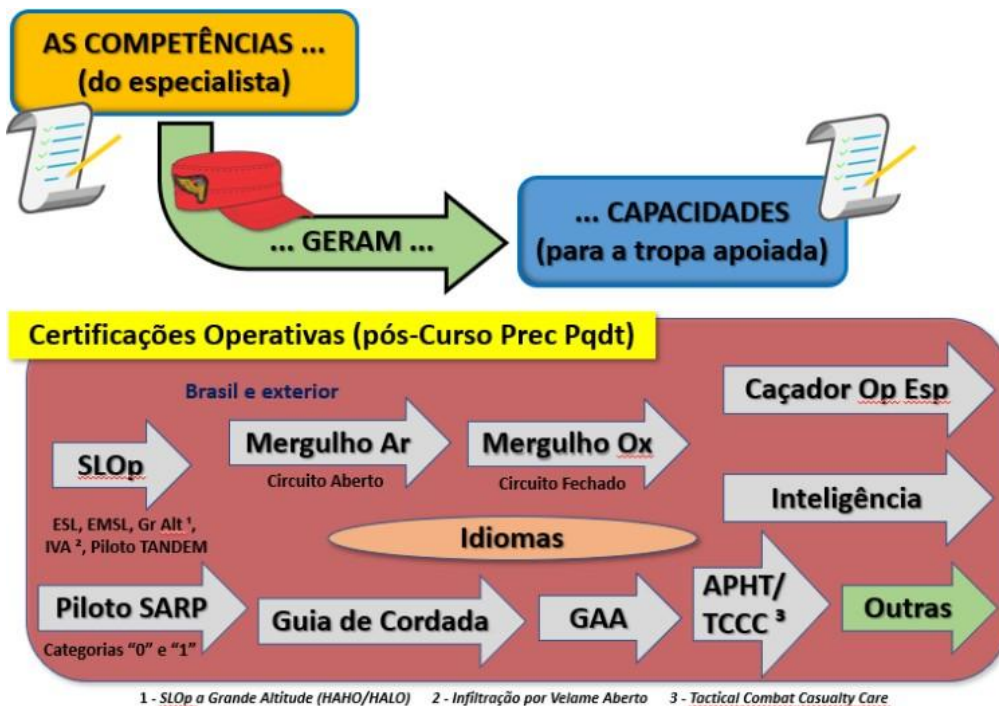 AS COMPETÊNCIAS ...
(do especialista)
... GERAM ...
... CAPACIDADES
(para a tropa apoiada)
Certificações Operativas (pós-Curso Prec Pqdt)
Brasil e exterior
SLOp
ESL, EMSL, Gr Alt ¹,
IVA ², Piloto TANDEM
Mergulho Ar
Circuito Aberto
Mergulho Ox
Circuito Fechado
Caçador Op Esp
Inteligência
Idiomas
Piloto SARP
Categorias “0” e “1”
Guia de Cordada
GAA
APHT/
TCCC ³
Outras
1 - SLOp a Grande Altitude (HAHO/HALO) 2 - Infiltração por Velame Aberto 3 - Tactical Combat Casualty Care